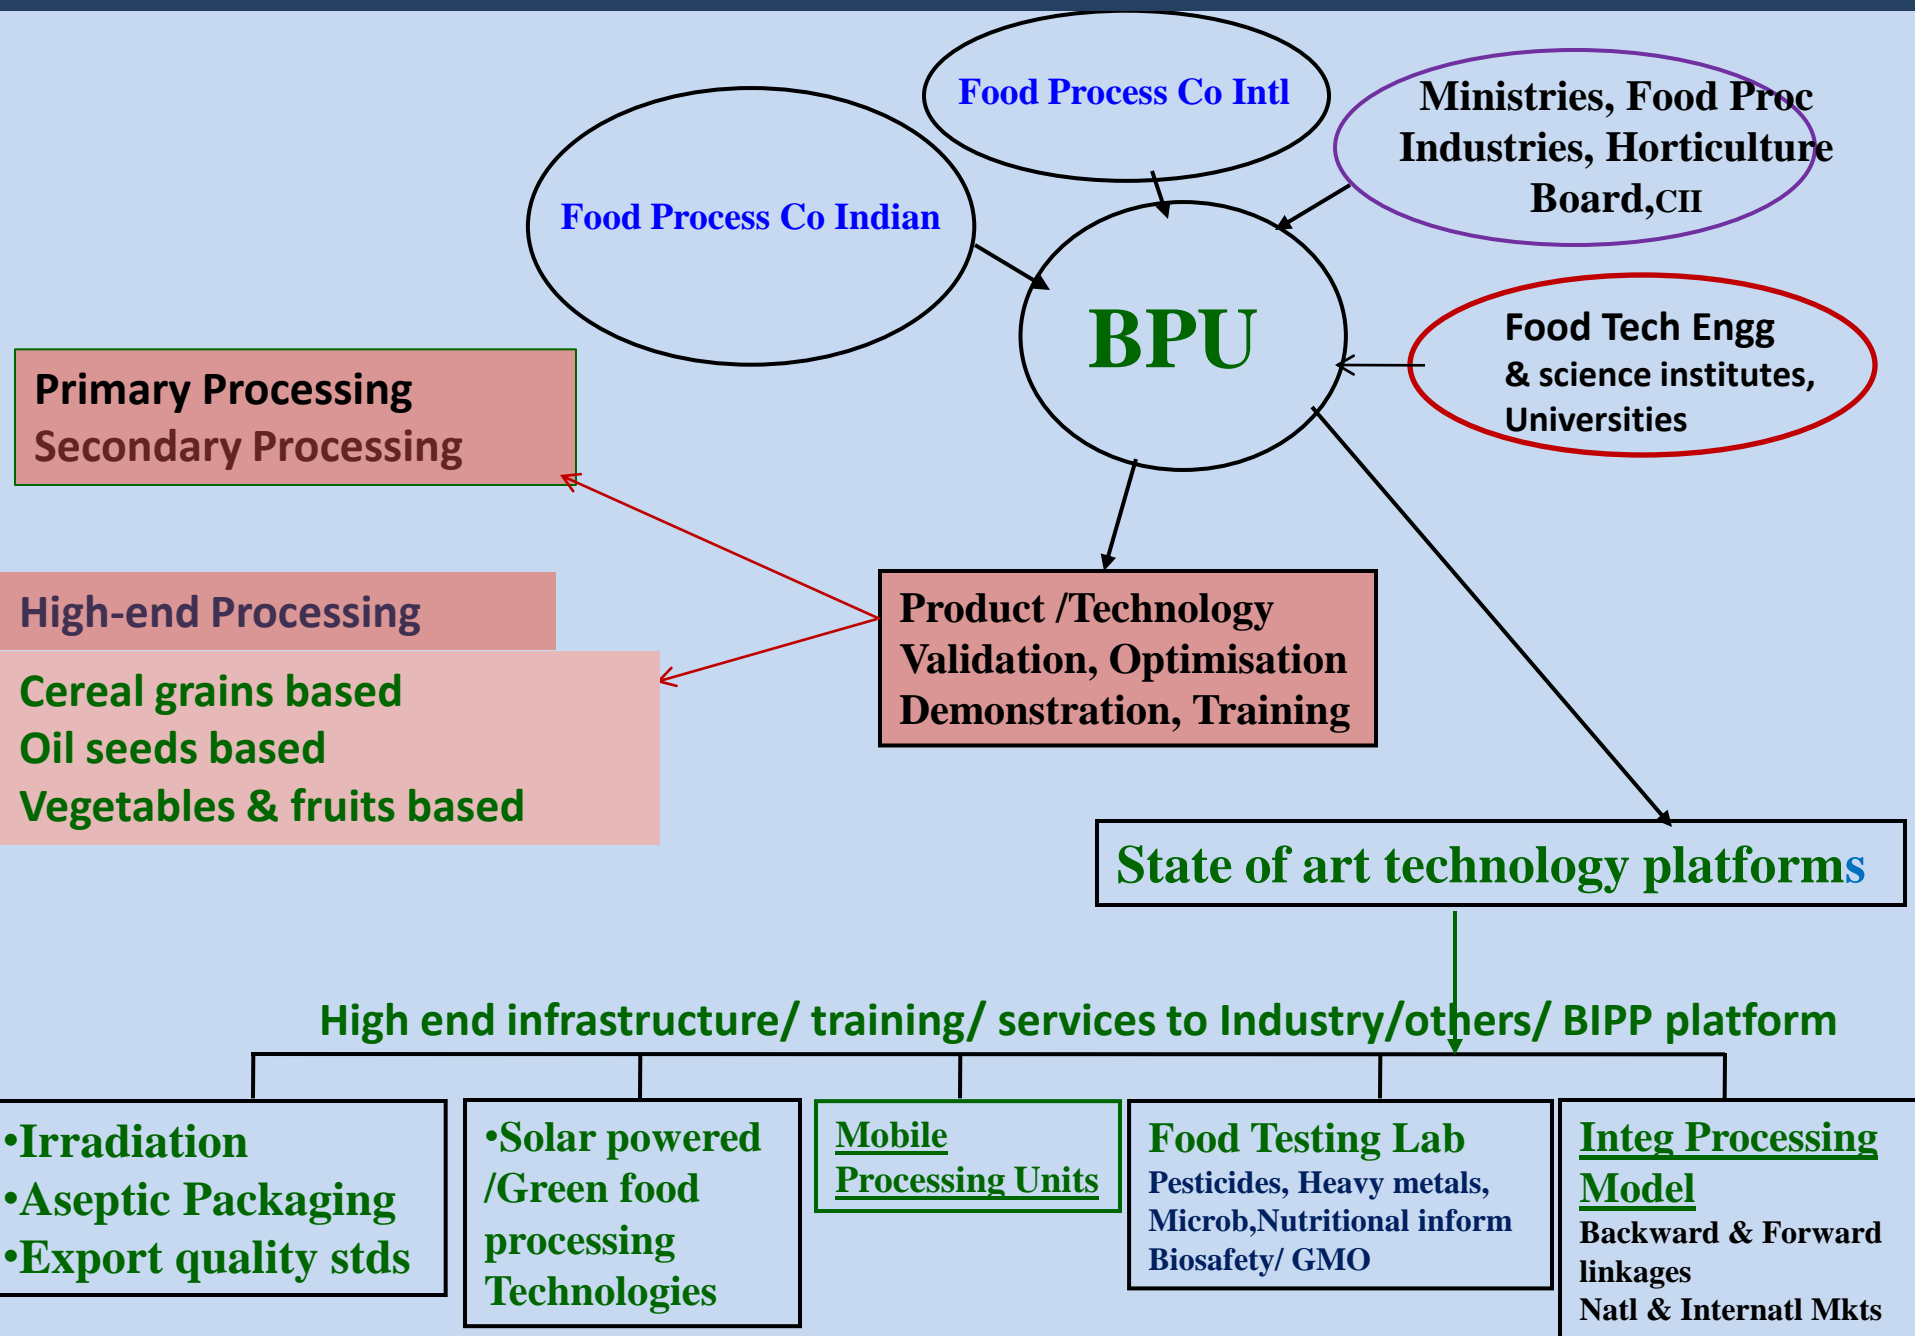 Food Process Co Intl
Ministries, Food Proc
Industries, Horticulture
Board,CII
Food Process Co Indian
BPU
Food Tech Engg
& science institutes,
Universities
Primary Processing
Secondary Processing
High-end Processing
Cereal grains based
Oil seeds based
Vegetables & fruits based
Product /Technology
Validation, Optimisation
Demonstration, Training
State of art technology platforms
High end infrastructure/ training/ services to Industry/others/ BIPP platform
•Irradiation
•Aseptic Packaging
•Export quality stds
•Solar powered
/Green food
processing
Technologies
Mobile
Processing Units
Food Testing Lab
Pesticides, Heavy metals,
Microb,Nutritional inform
Biosafety/ GMO
Integ Processing
Model
Backward & Forward
linkages
Natl & Internatl Mkts